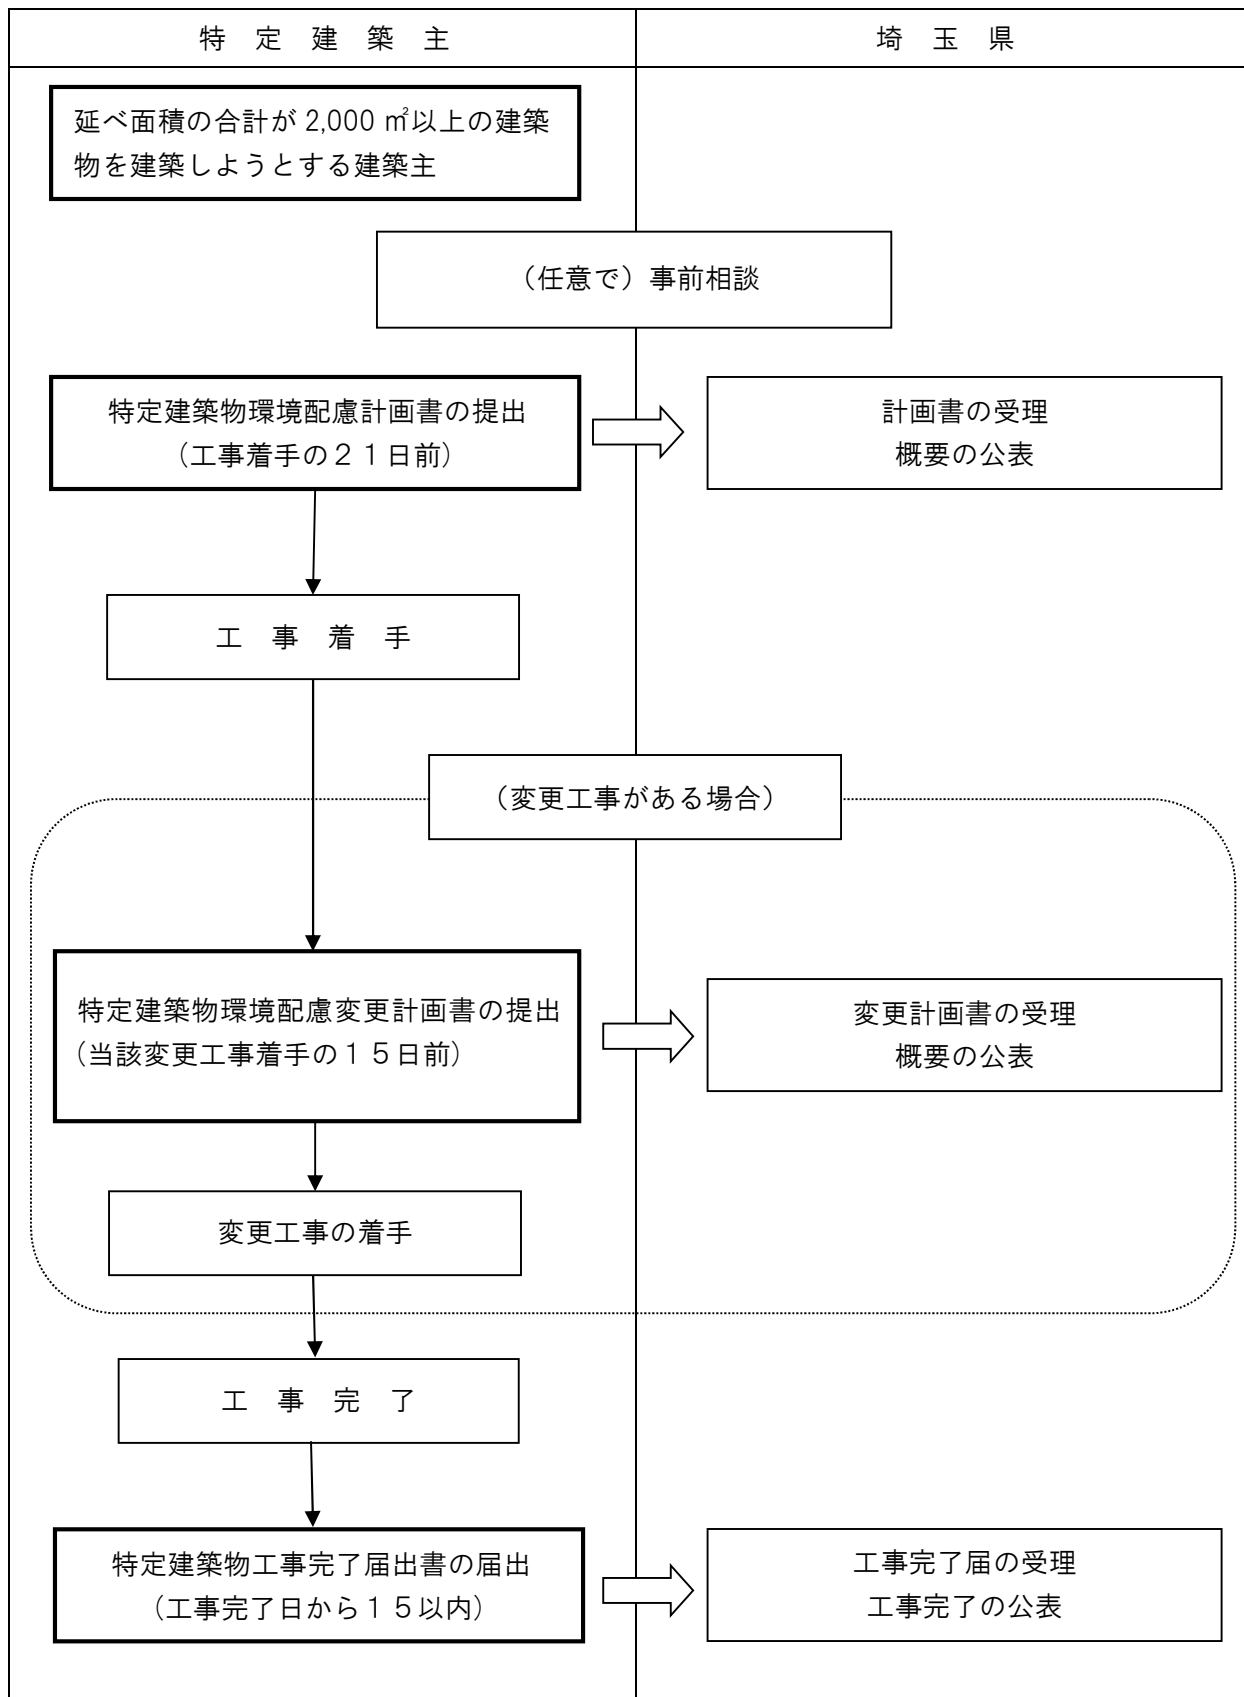 特　定　建　築　主
埼　玉　県
延べ面積の合計が 2,000 ㎡以上の建築
物を建築しようとする建築主
（任意で）事前相談
特定建築物環境配慮計画書の提出
（工事着手の２１日前）
計画書の受理
概要の公表
工　事　着　手
（変更工事がある場合）
特定建築物環境配慮変更計画書の提出
（当該変更工事着手の１５日前）
変更計画書の受理
概要の公表
変更工事の着手
工　事　完　了
特定建築物工事完了届出書の届出
（工事完了日から１５以内）
工事完了届の受理
工事完了の公表